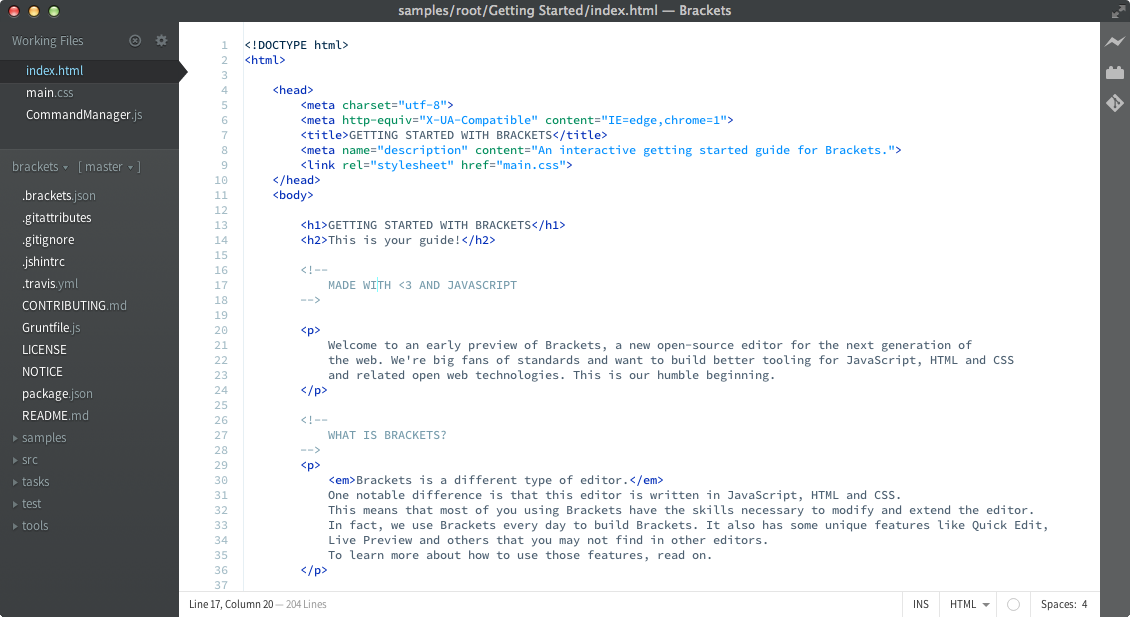 samples/root/Getting Started/index.html — Brackets
Working Files
index.html
main.css
CommandManager.js
brackets [ master ]
.brackets.json
.gitattributes
.gitignore
.jshintrc
.travis.yml
CONTRIBUTING.md
Gruntfile.js
LICENSE
NOTICE
package.json
README.md
samples
src
tasks
test
tools
1 <!DOCTYPE html>
2 <html>
3
4 <head>
5 <meta charset="utf-8">
6 <meta http-equiv="X-UA-Compatible" content="IE=edge,chrome=1">
7 <title>GETTING STARTED WITH BRACKETS</title>
8 <meta name="description" content="An interactive getting started guide for Brackets.">
9 <link rel="stylesheet" href="main.css">
10 </head>
11 <body>
12
13 <h1>GETTING STARTED WITH BRACKETS</h1>
14 <h2>This is your guide!</h2>
15
16 <!--
17 MADE WITH <3 AND JAVASCRIPT
18 -->
19
20 <p>
21 Welcome to an early preview of Brackets, a new open-source editor for the next generation of
22 the web. We're big fans of standards and want to build better tooling for JavaScript, HTML and CSS
23 and related open web technologies. This is our humble beginning.
24 </p>
25
26 <!--
27 WHAT IS BRACKETS?
28 -->
29 <p>
30 <em>Brackets is a different type of editor.</em>
31 One notable difference is that this editor is written in JavaScript, HTML and CSS.
32 This means that most of you using Brackets have the skills necessary to modify and extend the editor.
33 In fact, we use Brackets every day to build Brackets. It also has some unique features like Quick Edit,
34 Live Preview and others that you may not find in other editors.
35 To learn more about how to use those features, read on.
36 </p>
37
Line 17, Column 20 — 204 Lines
INS HTML Spaces: 4